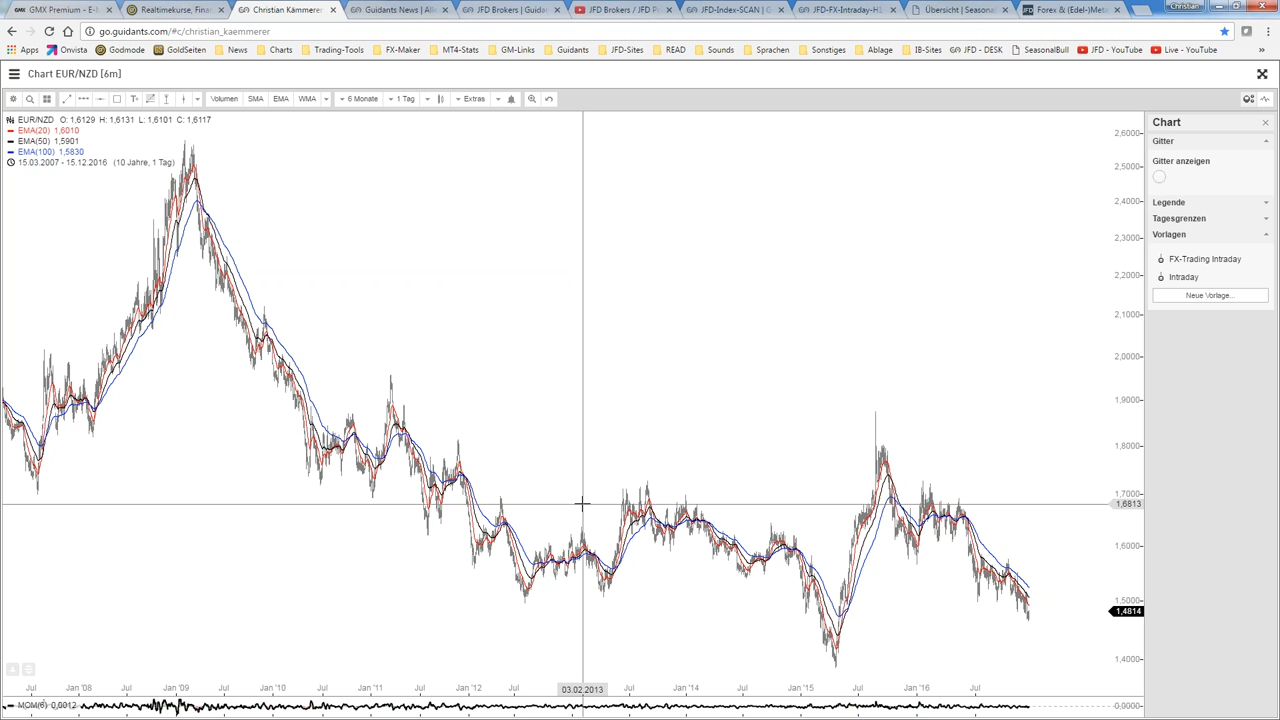 GMX Premium - E-M
Realtimekurse, Finan
Christian Kämmerer
Guidants News | Alle
JFD Brokers | Guidan
JFD Brokers / JFD Pr
JFD-Index-SCAN | G
JFD-FX-Intraday-H1
Übersicht | Seasonal
Forex & (Edel-)Meta
Christian
go.guidants.com/#c/christian_kaemmerer
Apps Onvista Godmode GoldSeiten News Charts Trading-Tools FX-Maker MT4-Stats GM-Links Guidants JFD-Sites READ Sounds Sprachen Sonstiges Ablage IB-Sites JFD - DESK SeasonalBull JFD - YouTube Live - YouTube
Chart EUR/NZD [6m]
Volumen SMA EMA WMA 6 Monate 1 Tag Extras
EUR/NZD O: 1,6129 H: 1,6131 L: 1,6101 C: 1,6117
EMA(20) 1,6010
EMA(50) 1,5901
EMA(100) 1,5830
15.03.2007 - 15.12.2016 (10 Jahre, 1 Tag)
2,6000
2,5000
2,4000
2,3000
2,2000
2,1000
2,0000
1,9000
1,8000
1,7000
1,6813
1,6000
1,5000
1,4814
1,4000
Jul Jan '08 Jul Jan '09 Jul Jan '10 Jul Jan '11 Jul Jan '12 Jul 03.02.2013 Jul Jan '14 Jul Jan '15 Jul Jan '16 Jul
MOM(6) 0,0012
0,0000
Chart
Gitter
Gitter anzeigen
Legende
Tagesgrenzen
Vorlagen
FX-Trading Intraday
Intraday
Neue Vorlage...